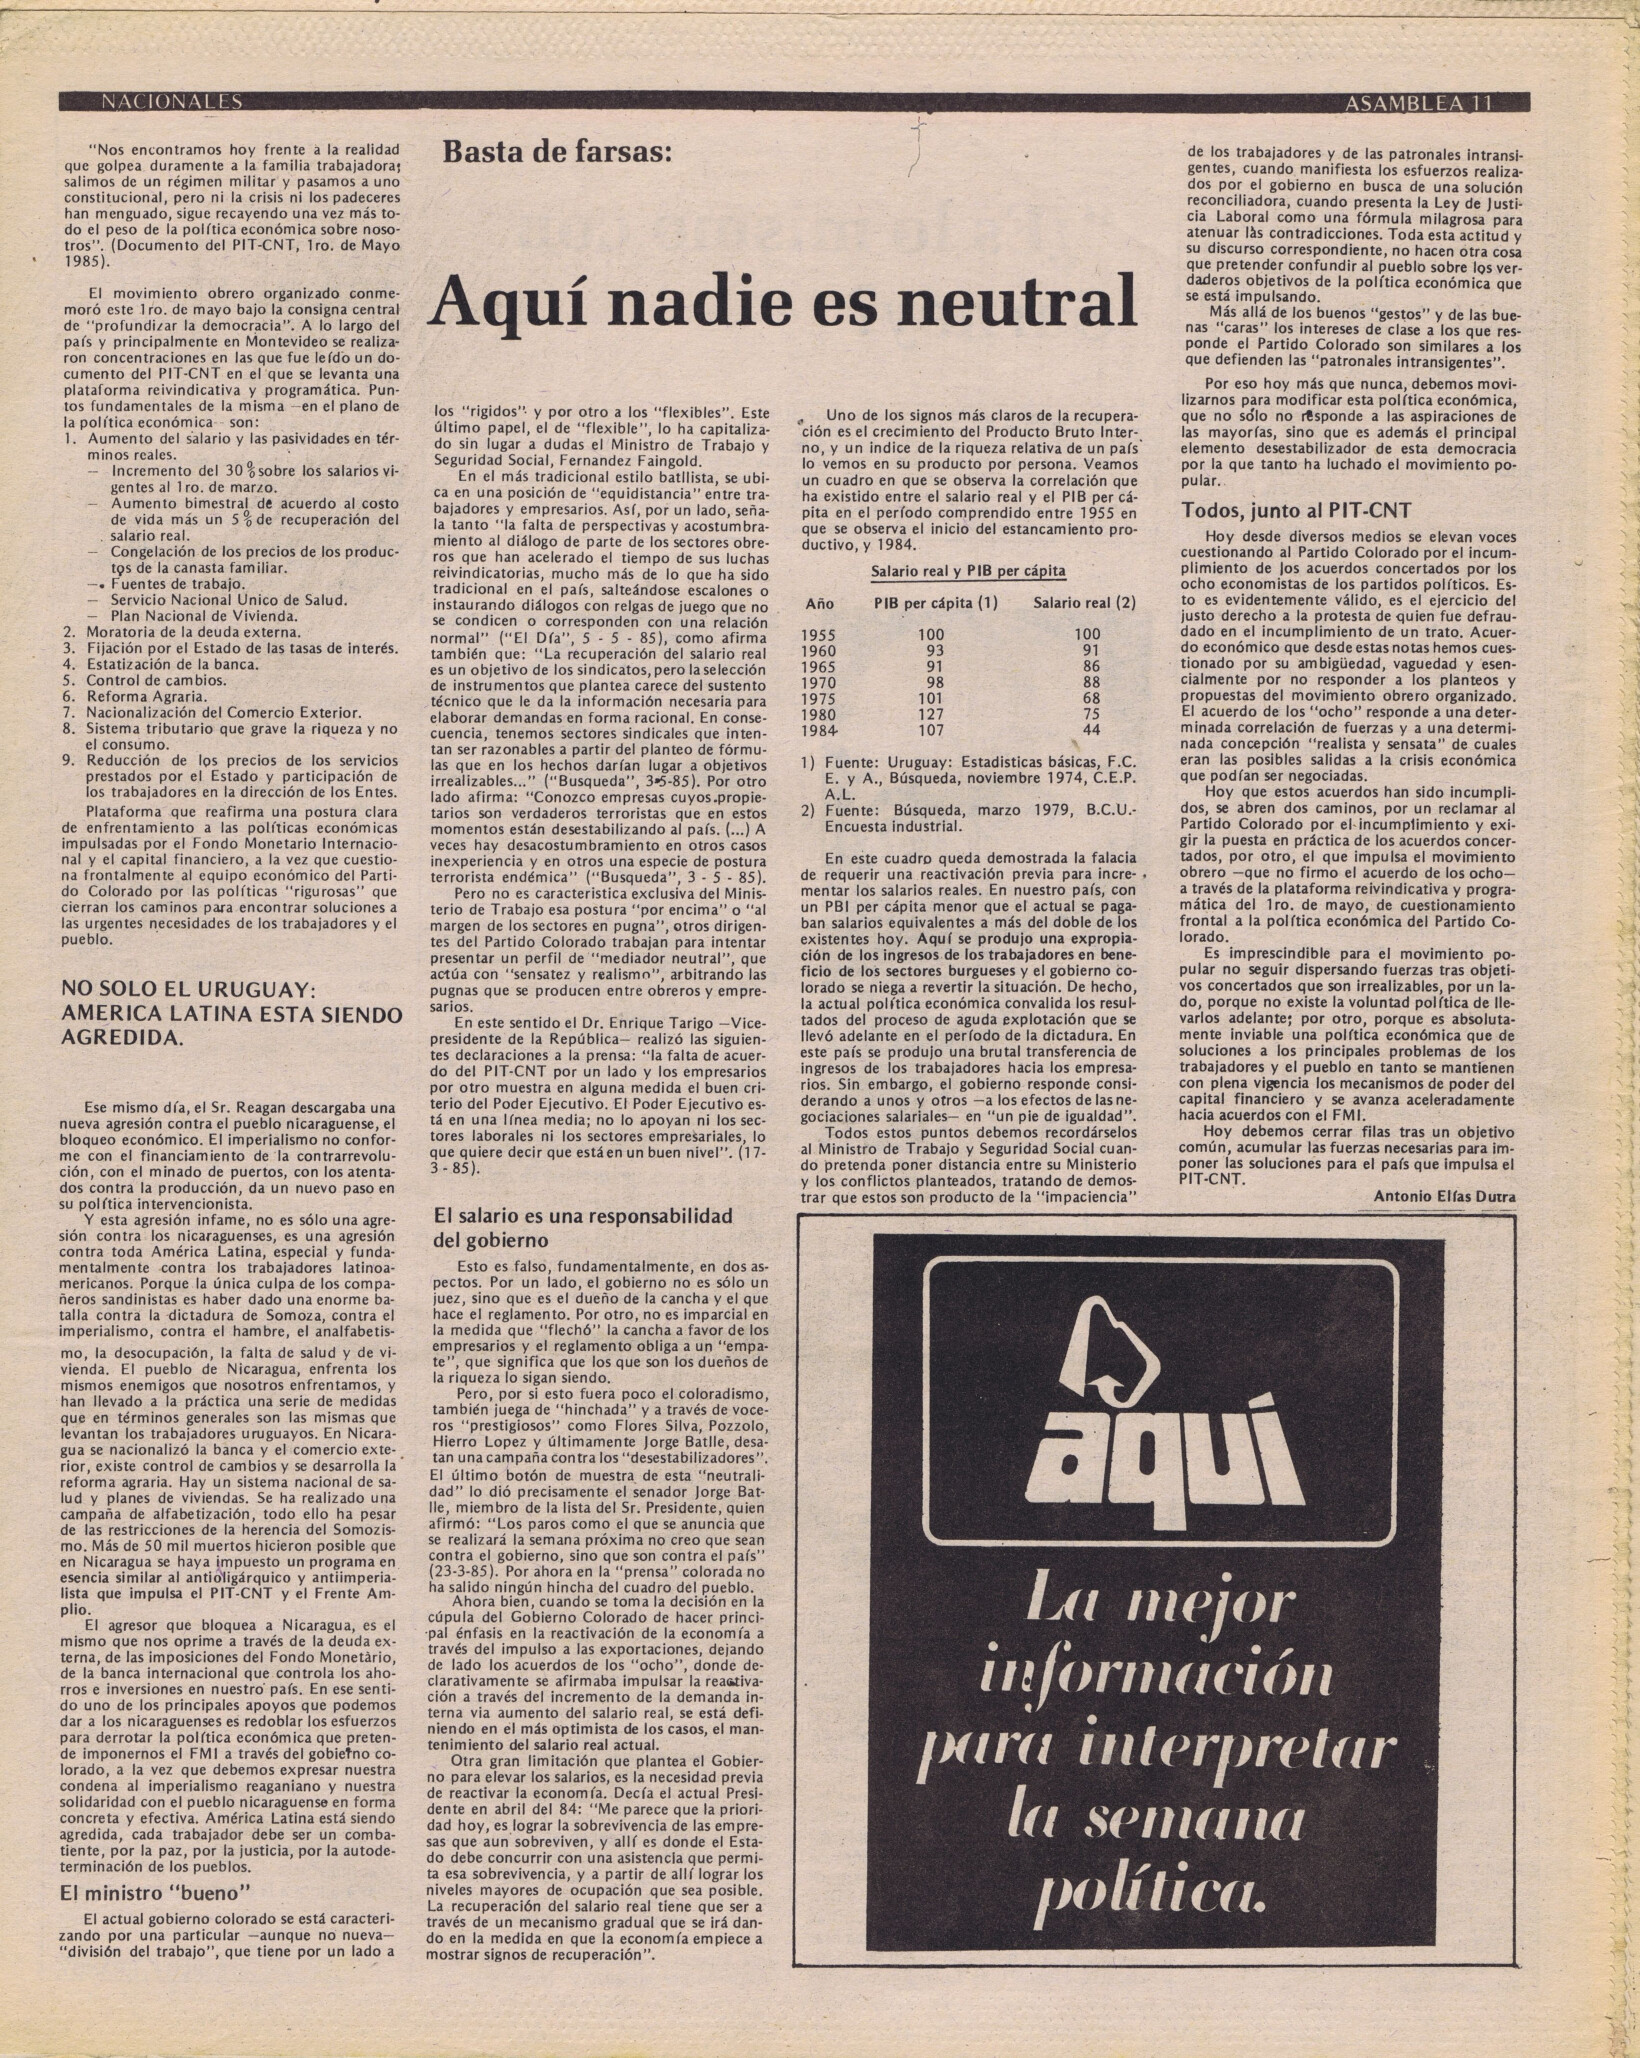 NACIONALES
ASAMBLEA 11
Basta de farsas:
Aquí nadie es neutral
"Nos encontramos hoy frente a la realidad
que golpea duramente a la familia trabajadora;
salimos de un régimen militar y pasamos a uno
constitucional, pero ni la crisis ni los padeceres
han menguado, sigue recayendo una vez más to-
do el peso de la política económica sobre noso-
tros". (Documento del PIT-CNT, 1ro. de Mayo
1985).
El movimiento obrero organizado conme-
moró este 1ro. de mayo bajo la consigna central
de "profundizar la democracia". A lo largo del
país y principalmente en Montevideo se realiza-
ron concentraciones en las que fue leído un do-
cumento del PIT-CNT en el que se levanta una
plataforma reivindicativa y programática. Pun-
tos fundamentales de la misma —en el plano de
la política económica— son:
1. Aumento del salario y las pasividades en tér-
minos reales.
— Incremento del 30% sobre los salarios vi-
gentes al 1ro. de marzo.
— Aumento bimestral de acuerdo al costo
de vida más un 5% de recuperación del
salario real.
— Congelación de los precios de los produc-
tos de la canasta familiar.
— Fuentes de trabajo.
— Servicio Nacional Unico de Salud.
— Plan Nacional de Vivienda.
2. Moratoria de la deuda externa.
3. Fijación por el Estado de las tasas de interés.
4. Estatización de la banca.
5. Control de cambios.
6. Reforma Agraria.
7. Nacionalización del Comercio Exterior.
8. Sistema tributario que grave la riqueza y no
el consumo.
9. Reducción de los precios de los servicios
prestados por el Estado y participación de
los trabajadores en la dirección de los Entes.
Plataforma que reafirma una postura clara
de enfrentamiento a las políticas económicas
impulsadas por el Fondo Monetario Internacio-
nal y el capital financiero, a la vez que cuestio-
na frontalmente al equipo económico del Parti-
do Colorado por las políticas "rigurosas" que
cierran los caminos para encontrar soluciones a
las urgentes necesidades de los trabajadores y el
pueblo.
NO SOLO EL URUGUAY:
AMERICA LATINA ESTA SIENDO
AGREDIDA.
Ese mismo día, el Sr. Reagan descargaba una
nueva agresión contra el pueblo nicaraguense, el
bloqueo económico. El imperialismo no confor-
me con el financiamiento de la contrarrevolu-
ción, con el minado de puertos, con los atenta-
dos contra la producción, da un nuevo paso en
su política intervencionista.
Y esta agresión infame, no es sólo una agre-
sión contra los nicaraguenses, es una agresión
contra toda América Latina, especial y funda-
mentalmente contra los trabajadores latinoa-
mericanos. Porque la única culpa de los compa-
ñeros sandinistas es haber dado una enorme ba-
talla contra la dictadura de Somoza, contra el
imperialismo, contra el hambre, el analfabetis-
mo, la desocupación, la falta de salud y de vi-
vienda. El pueblo de Nicaragua, enfrenta los
mismos enemigos que nosotros enfrentamos, y
han llevado a la práctica una serie de medidas
que en términos generales son las mismas que
levantan los trabajadores uruguayos. En Nicara-
gua se nacionalizó la banca y el comercio exte-
rior, existe control de cambios y se desarrolla la
reforma agraria. Hay un sistema nacional de sa-
lud y planes de viviendas. Se ha realizado una
campaña de alfabetización, todo ello ha pesar
de las restricciones de la herencia del Somozis-
mo. Más de 50 mil muertos hicieron posible que
en Nicaragua se haya impuesto un programa en
esencia similar al antioligárquico y antiimperia-
lista que impulsa el PIT-CNT y el Frente Am-
plio.
El agresor que bloquea a Nicaragua, es el
mismo que nos oprime a través de la deuda ex-
terna, de las imposiciones del Fondo Monetàrio,
de la banca internacional que controla los aho-
rros e inversiones en nuestro país. En ese senti-
do uno de los principales apoyos que podemos
dar a los nicaraguenses es redoblar los esfuerzos
para derrotar la política económica que preten-
de imponernos el FMI a través del gobierno co-
lorado, a la vez que debemos expresar nuestra
condena al imperialismo reaganiano y nuestra
solidaridad con el pueblo nicaraguense en forma
concreta y efectiva. América Latina está siendo
agredida, cada trabajador debe ser un comba-
tiente, por la paz, por la justicia, por la autode-
terminación de los pueblos.
El ministro "bueno"
El actual gobierno colorado se está caracteri-
zando por una particular —aunque no nueva—
"división del trabajo", que tiene por un lado a
los "rigidos" y por otro a los "flexibles". Este
último papel, el de "flexible", lo ha capitaliza-
do sin lugar a dudas el Ministro de Trabajo y
Seguridad Social, Fernandez Faingold.
En el más tradicional estilo batllista, se ubi-
ca en una posición de "equidistancia" entre tra-
bajadores y empresarios. Así, por un lado, seña-
la tanto "la falta de perspectivas y acostumbra-
miento al diálogo de parte de los sectores obre-
ros que han acelerado el tiempo de sus luchas
reivindicatorias, mucho más de lo que ha sido
tradicional en el país, salteándose escalones o
instaurando diálogos con relgas de juego que no
se condicen o corresponden con una relación
normal" ("El Día", 5 - 5 - 85), como afirma
también que: "La recuperación del salario real
es un objetivo de los sindicatos, pero la selección
de instrumentos que plantea carece del sustento
técnico que le da la información necesaria para
elaborar demandas en forma racional. En conse-
cuencia, tenemos sectores sindicales que inten-
tan ser razonables a partir del planteo de fórmu-
las que en los hechos darían lugar a objetivos
irrealizables..." ("Busqueda", 3-5-85). Por otro
lado afirma: "Conozco empresas cuyos propie-
tarios son verdaderos terroristas que en estos
momentos están desestabilizando al país. (...) A
veces hay desacostumbramiento en otros casos
inexperiencia y en otros una especie de postura
terrorista endémica" ("Busqueda", 3 - 5 - 85).
Pero no es caracteristica exclusiva del Minis-
terio de Trabajo esa postura "por encima" o "al
margen de los sectores en pugna", otros dirigen-
tes del Partido Colorado trabajan para intentar
presentar un perfil de "mediador neutral", que
actúa con "sensatez y realismo", arbitrando las
pugnas que se producen entre obreros y empre-
sarios.
En este sentido el Dr. Enrique Tarigo —Vice-
presidente de la República— realizó las siguien-
tes declaraciones a la prensa: "la falta de acuer-
do del PIT-CNT por un lado y los empresarios
por otro muestra en alguna medida el buen cri-
terio del Poder Ejecutivo. El Poder Ejecutivo es-
tá en una línea media; no lo apoyan ni los sec-
tores laborales ni los sectores empresariales, lo
que quiere decir que está en un buen nivel". (17-
3 - 85).
El salario es una responsabilidad
del gobierno
Esto es falso, fundamentalmente, en dos as-
pectos. Por un lado, el gobierno no es sólo un
juez, sino que es el dueño de la cancha y el que
hace el reglamento. Por otro, no es imparcial en
la medida que "flechó" la cancha a favor de los
empresarios y el reglamento obliga a un "empa-
te", que significa que los que son los dueños de
la riqueza lo sigan siendo.
Pero, por si esto fuera poco el coloradismo,
también juega de "hinchada" y a través de voce-
ros "prestigiosos" como Flores Silva, Pozzolo,
Hierro Lopez y últimamente Jorge Batlle, desa-
tan una campaña contra los "desestabilizadores".
El último botón de muestra de esta "neutrali-
dad" lo dió precisamente el senador Jorge Bat-
lle, miembro de la lista del Sr. Presidente, quien
afirmó: "Los paros como el que se anuncia que
se realizará la semana próxima no creo que sean
contra el gobierno, sino que son contra el país"
(23-3-85). Por ahora en la "prensa" colorada no
ha salido ningún hincha del cuadro del pueblo.
Ahora bien, cuando se toma la decisión en la
cúpula del Gobierno Colorado de hacer princi-
pal énfasis en la reactivación de la economía a
través del impulso a las exportaciones, dejando
de lado los acuerdos de los "ocho", donde de-
clarativamente se afirmaba impulsar la reactiva-
ción a través del incremento de la demanda in-
terna via aumento del salario real, se está defi-
niendo en el más optimista de los casos, el man-
tenimiento del salario real actual.
Otra gran limitación que plantea el Gobier-
no para elevar los salarios, es la necesidad previa
de reactivar la economía. Decía el actual Presi-
dente en abril del 84: "Me parece que la priori-
dad hoy, es lograr la sobrevivencia de las empre-
sas que aun sobreviven, y allí es donde el Esta-
do debe concurrir con una asistencia que permi-
ta esa sobrevivencia, y a partir de allí lograr los
niveles mayores de ocupación que sea posible.
La recuperación del salario real tiene que ser a
través de un mecanismo gradual que se irá dan-
do en la medida en que la economía empiece a
mostrar signos de recuperación".
Uno de los signos más claros de la recupera-
ción es el crecimiento del Producto Bruto Inter-
no, y un indice de la riqueza relativa de un país
lo vemos en su producto por persona. Veamos
un cuadro en que se observa la correlación que
ha existido entre el salario real y el PIB per cá-
pita en el período comprendido entre 1955 en
que se observa el inicio del estancamiento pro-
ductivo, y 1984.
Salario real y PIB per cápita
Año PIB per cápita (1) Salario real (2)
1955 100 100
1960 93 91
1965 91 86
1970 98 88
1975 101 68
1980 127 75
1984 107 44
1) Fuente: Uruguay: Estadisticas básicas, F.C.
E. y A., Búsqueda, noviembre 1974, C.E.P.
A.L.
2) Fuente: Búsqueda, marzo 1979, B.C.U.-
Encuesta industrial.
En este cuadro queda demostrada la falacia
de requerir una reactivación previa para incre-
mentar los salarios reales. En nuestro país, con
un PBI per cápita menor que el actual se paga-
ban salarios equivalentes a más del doble de los
existentes hoy. Aquí se produjo una expropia-
ción de los ingresos de los trabajadores en bene-
ficio de los sectores burgueses y el gobierno co-
lorado se niega a revertir la situación. De hecho,
la actual política económica convalida los resul-
tados del proceso de aguda explotación que se
llevó adelante en el período de la dictadura. En
este país se produjo una brutal transferencia de
ingresos de los trabajadores hacia los empresa-
rios. Sin embargo, el gobierno responde consi-
derando a unos y otros —a los efectos de las ne-
gociaciones salariales— en "un pie de igualdad".
Todos estos puntos debemos recordárselos
al Ministro de Trabajo y Seguridad Social cuan-
do pretenda poner distancia entre su Ministerio
y los conflictos planteados, tratando de demos-
trar que estos son producto de la "impaciencia"
de los trabajadores y de las patronales intransi-
gentes, cuando manifiesta los esfuerzos realiza-
dos por el gobierno en busca de una solución
reconciliadora, cuando presenta la Ley de Justi-
cia Laboral como una fórmula milagrosa para
atenuar làs contradicciones. Toda esta actitud y
su discurso correspondiente, no hacen otra cosa
que pretender confundir al pueblo sobre los ver-
daderos objetivos de la política económica que
se está impulsando.
Más allá de los buenos "gestos" y de las bue-
nas "caras" los intereses de clase a los que res-
ponde el Partido Colorado son similares a los
que defienden las "patronales intransigentes".
Por eso hoy más que nunca, debemos movi-
lizarnos para modificar esta política económica,
que no sólo no responde a las aspiraciones de
las mayorías, sino que es además el principal
elemento desestabilizador de esta democracia
por la que tanto ha luchado el movimiento po-
pular.
Todos, junto al PIT-CNT
Hoy desde diversos medios se elevan voces
cuestionando al Partido Colorado por el incum-
plimiento de los acuerdos concertados por los
ocho economistas de los partidos políticos. Es-
to es evidentemente válido, es el ejercicio del
justo derecho a la protesta de quien fue defrau-
dado en el incumplimiento de un trato. Acuer-
do económico que desde estas notas hemos cues-
tionado por su ambigüedad, vaguedad y esen-
cialmente por no responder a los planteos y
propuestas del movimiento obrero organizado.
El acuerdo de los "ocho" responde a una deter-
minada correlación de fuerzas y a una determi-
nada concepción "realista y sensata" de cuales
eran las posibles salidas a la crisis económica
que podían ser negociadas.
Hoy que estos acuerdos han sido incumpli-
dos, se abren dos caminos, por un reclamar al
Partido Colorado por el incumplimiento y exi-
gir la puesta en práctica de los acuerdos concer-
tados, por otro, el que impulsa el movimiento
obrero —que no firmo el acuerdo de los ocho—
a través de la plataforma reivindicativa y progra-
mática del 1ro. de mayo, de cuestionamiento
frontal a la política económica del Partido Co-
lorado.
Es imprescindible para el movimiento po-
pular no seguir dispersando fuerzas tras objeti-
vos concertados que son irrealizables, por un la-
do, porque no existe la voluntad política de lle-
varlos adelante; por otro, porque es absoluta-
mente inviable una política económica que de
soluciones a los principales problemas de los
trabajadores y el pueblo en tanto se mantienen
con plena vigencia los mecanismos de poder del
capital financiero y se avanza aceleradamente
hacia acuerdos con el FMI.
Hoy debemos cerrar filas tras un objetivo
común, acumular las fuerzas necesarias para im-
poner las soluciones para el país que impulsa el
PIT-CNT.
Antonio Elías Dutra
aquí
La mejor
información
para interpretar
la semana
política.